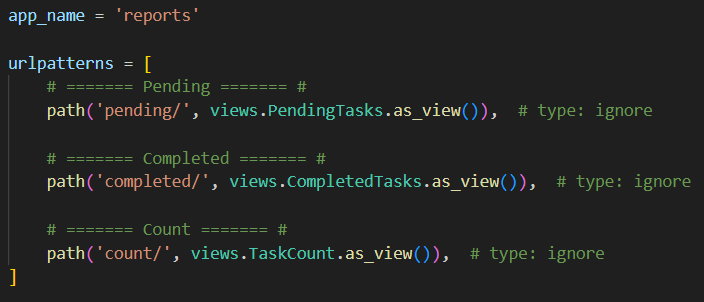 app_name = 'reports'
urlpatterns = [
    # ======= Pending ======= #
    path('pending/', views.PendingTasks.as_view()),  # type: ignore
    # ======= Completed ======= #
    path('completed/', views.CompletedTasks.as_view()),  # type: ignore
    # ======= Count ======= #
    path('count/', views.TaskCount.as_view()),  # type: ignore
]